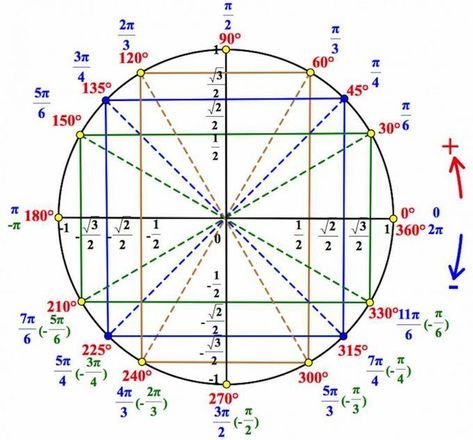 π/2
90°
2π/3
120°
1
60°
π/3
3π/4
135°
√3/2
45°
π/4
5π/6
150°
√2/2
30°
π/6
1/2
+
π
-π
180°
-1
-√3/2
-√2/2
-1/2
0
1/2
√2/2
√3/2
1
0°
360°
0
2π
-
-1/2
210°
330°
7π/6 (-5π/6)
11π/6 (-π/6)
-√2/2
225°
315°
5π/4 (-3π/4)
7π/4 (-π/4)
-√3/2
240°
300°
-1
4π/3 (-2π/3)
270°
5π/3 (-π/3)
3π/2 (-π/2)